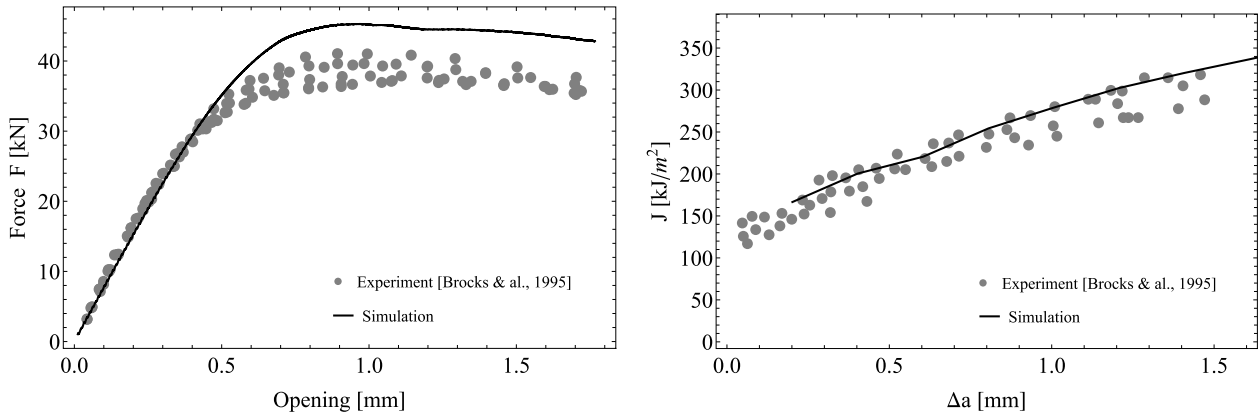 Force F [kN]
40
30
20
10
0
Experiment [Brocks & al., 1995]
Simulation
0.0 0.5 1.0 1.5
Opening [mm]
J [kJ/m²]
350
300
250
200
150
100
50
0
Experiment [Brocks & al., 1995]
Simulation
0.0 0.5 1.0 1.5
Δa [mm]